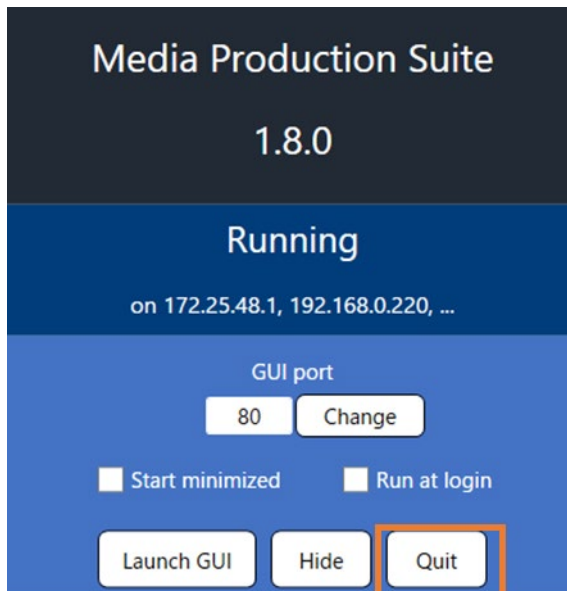 Media Production Suite
1.8.0
Running
on 172.25.48.1, 192.168.0.220, ...
GUI port
80 Change
Start minimized Run at login
Launch GUI Hide Quit